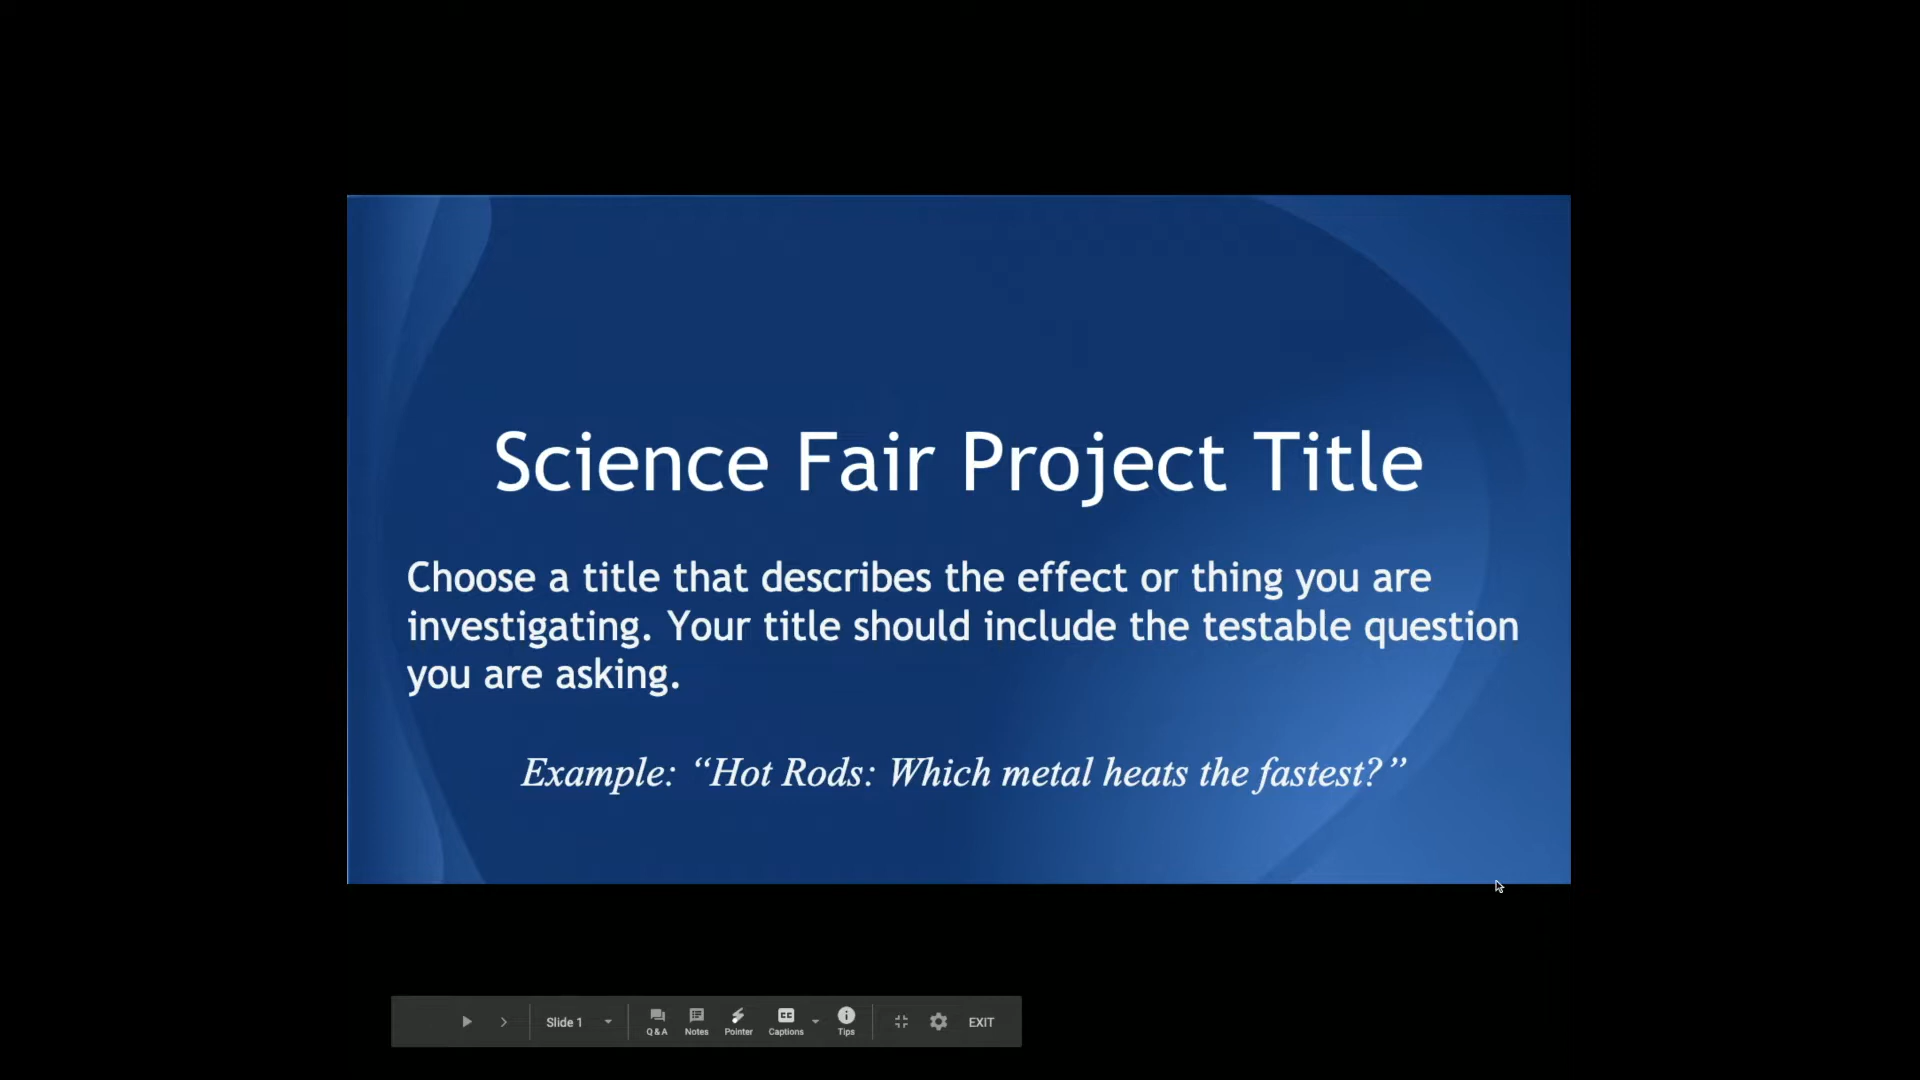 Science Fair Project Title
Choose a title that describes the effect or thing you are
investigating. Your title should include the testable question
you are asking.
Example: “Hot Rods: Which metal heats the fastest?”
Slide 1
Q&A
Notes
Pointer
CC
Captions
Tips
EXIT